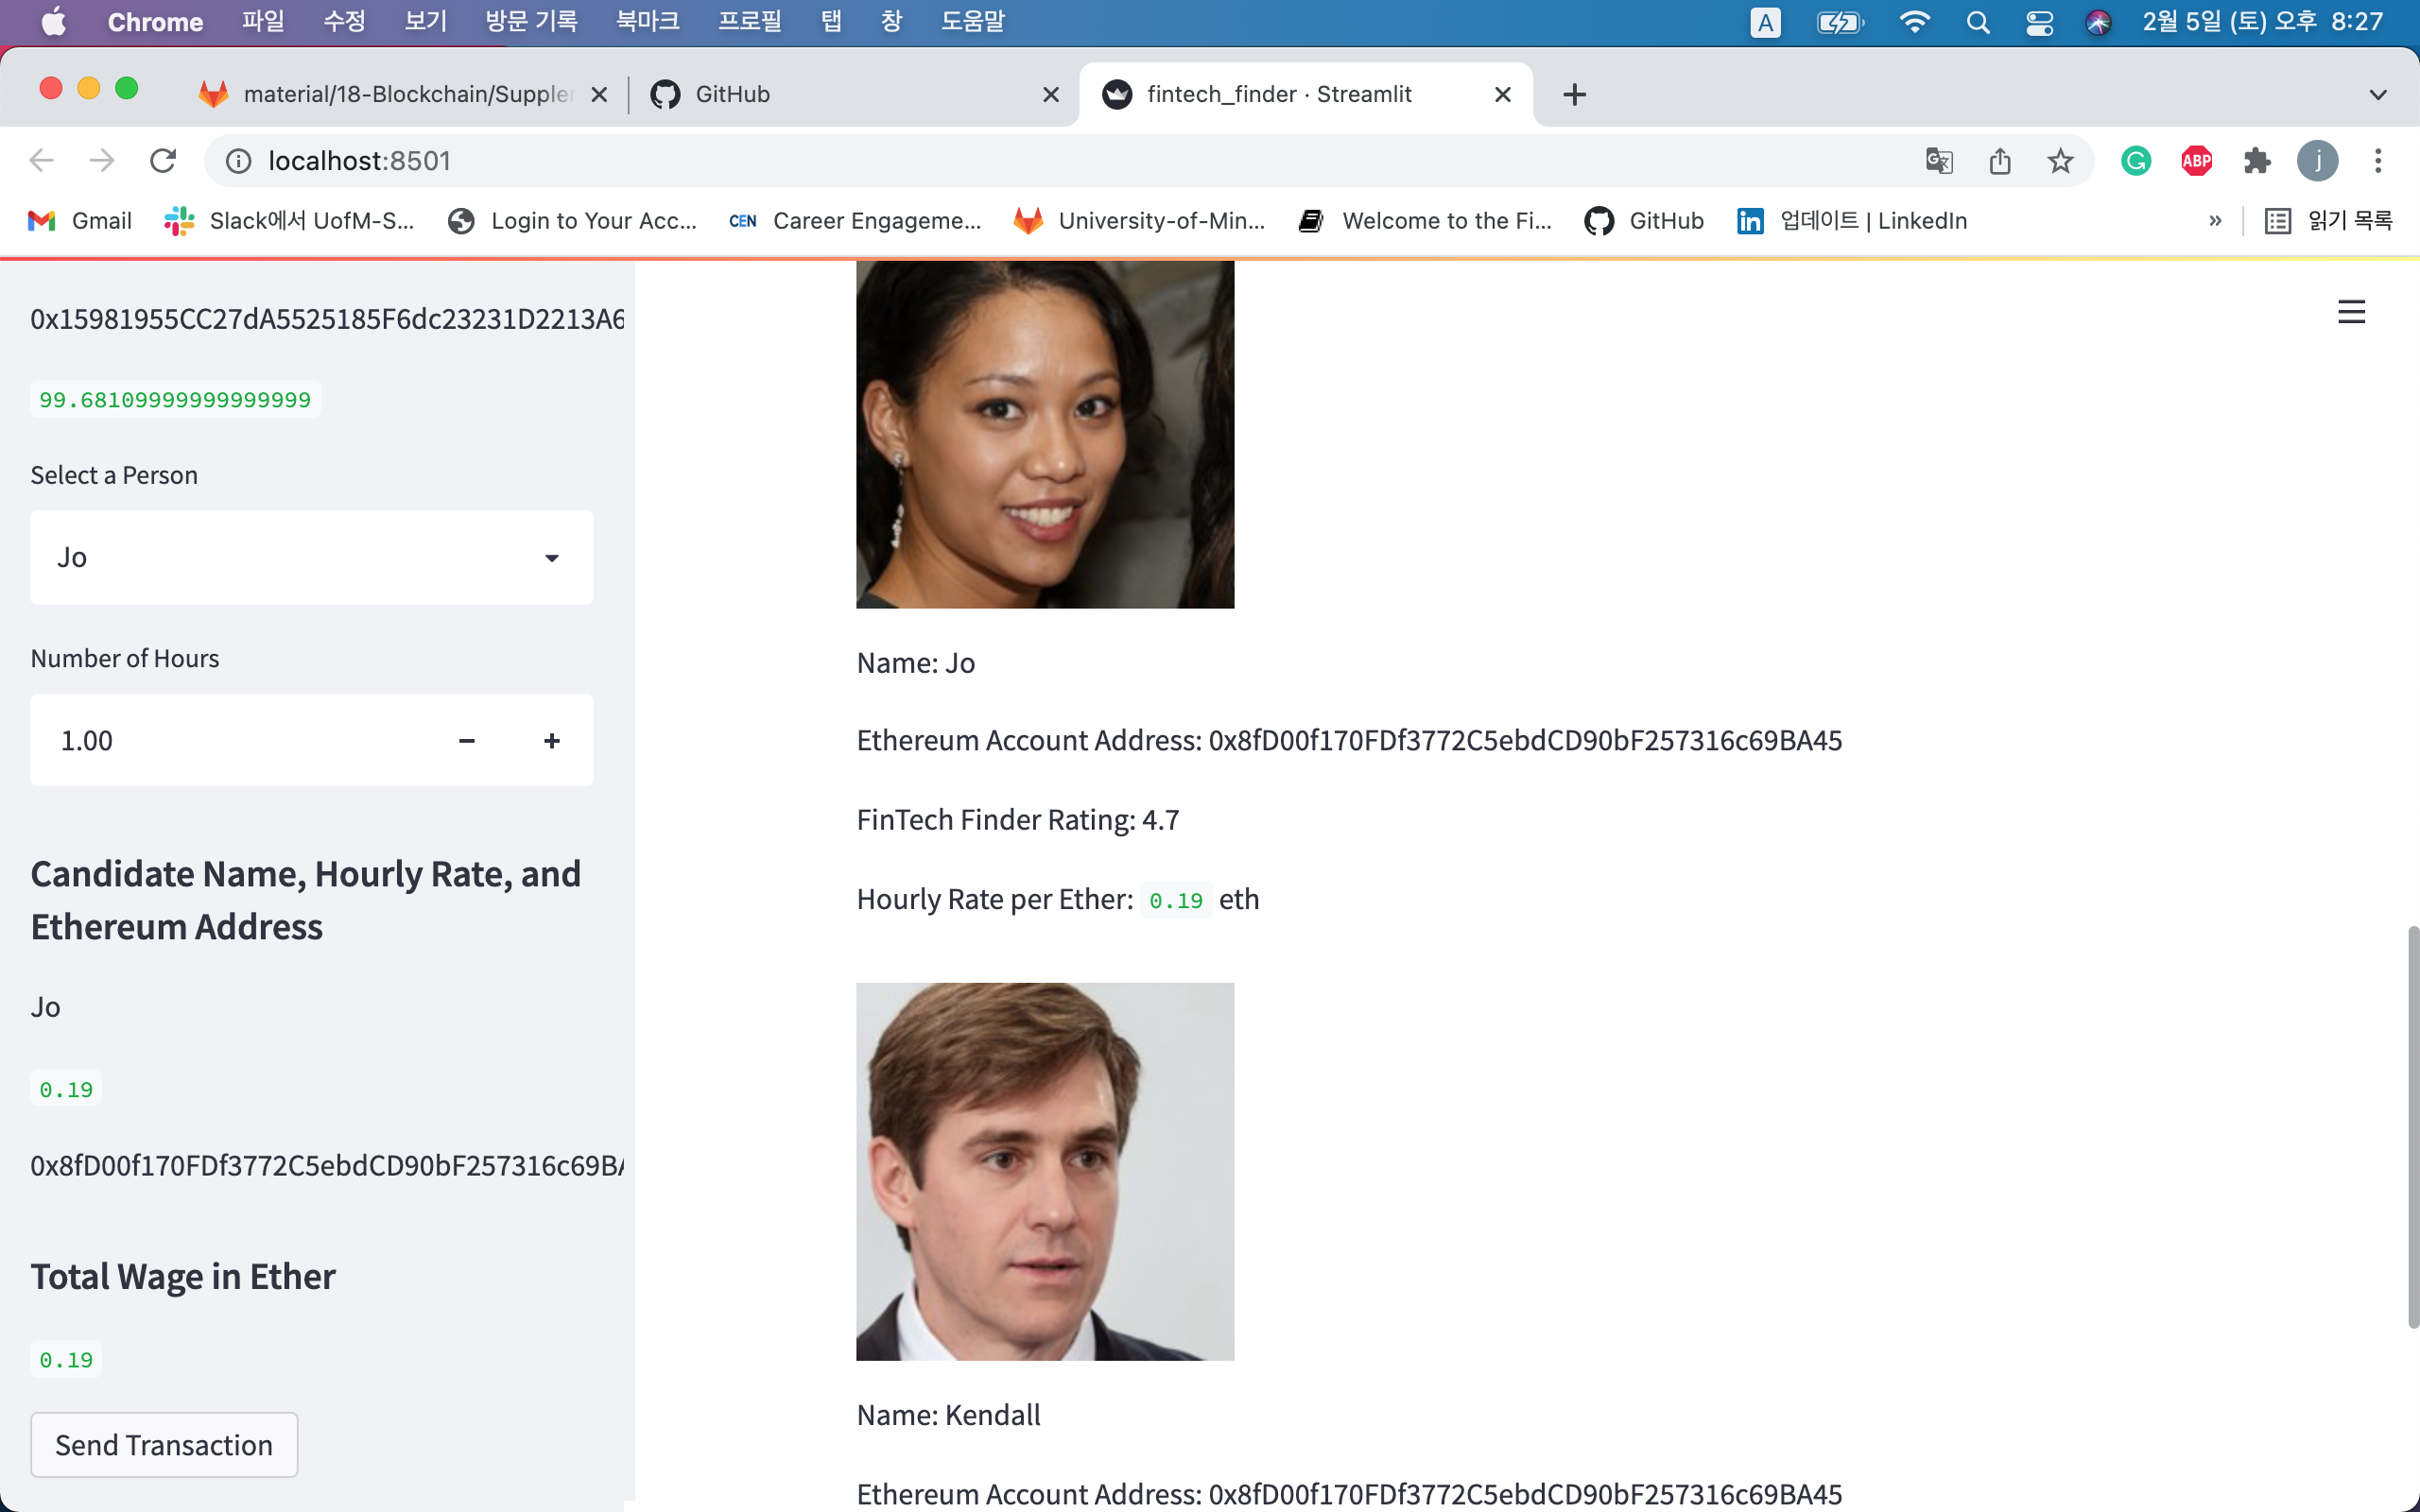 Chrome 파일 수정 보기 방문 기록 북마크 프로필 탭 창 도움말 A 2월 5일 (토) 오후 8:27
material/18-Blockchain/Suppler GitHub fintech_finder · Streamlit
localhost:8501 ABP j
Gmail Slack에서 UofM-S... Login to Your Acc... CEN Career Engageme... University-of-Min... Welcome to the Fi... GitHub 업데이트 | LinkedIn » 읽기 목록
0x15981955CC27dA5525185F6dc23231D2213A6
99.68109999999999
Select a Person
Jo
Number of Hours
1.00
Candidate Name, Hourly Rate, and
Ethereum Address
Jo
0.19
0x8fD00f170FDf3772C5ebdCD90bF257316c69BA
Total Wage in Ether
0.19
Send Transaction
Name: Jo
Ethereum Account Address: 0x8fD00f170FDf3772C5ebdCD90bF257316c69BA45
FinTech Finder Rating: 4.7
Hourly Rate per Ether: 0.19 eth
Name: Kendall
Ethereum Account Address: 0x8fD00f170FDf3772C5ebdCD90bF257316c69BA45